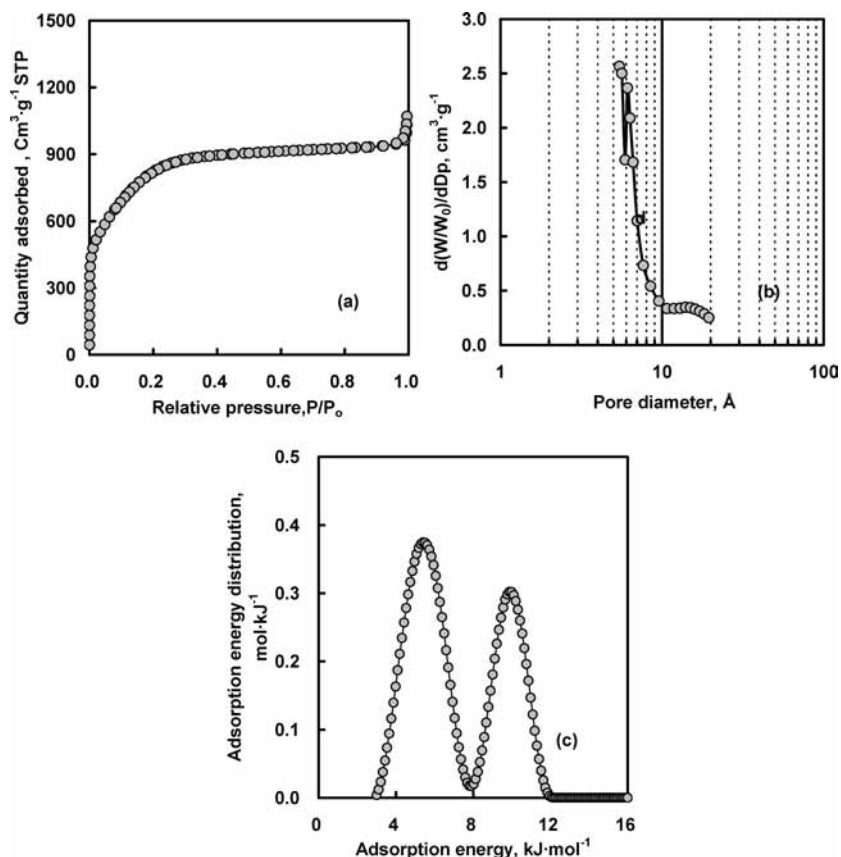 1500
1200
900
600
300
0
0.0 0.2 0.4 0.6 0.8 1.0
Quantity adsorbed , Cm³·g⁻¹ STP
Relative pressure,P/Pₒ
(a)
3.0
2.5
2.0
1.5
1.0
0.5
0.0
1 10 100
d(W/W₀)/dDp, cm³·g⁻¹
Pore diameter, Å
d
(b)
0.5
0.4
0.3
0.2
0.1
0.0
0 4 8 12 16
Adsorption energy distribution,
mol·kJ⁻¹
Adsorption energy, kJ·mol⁻¹
(c)